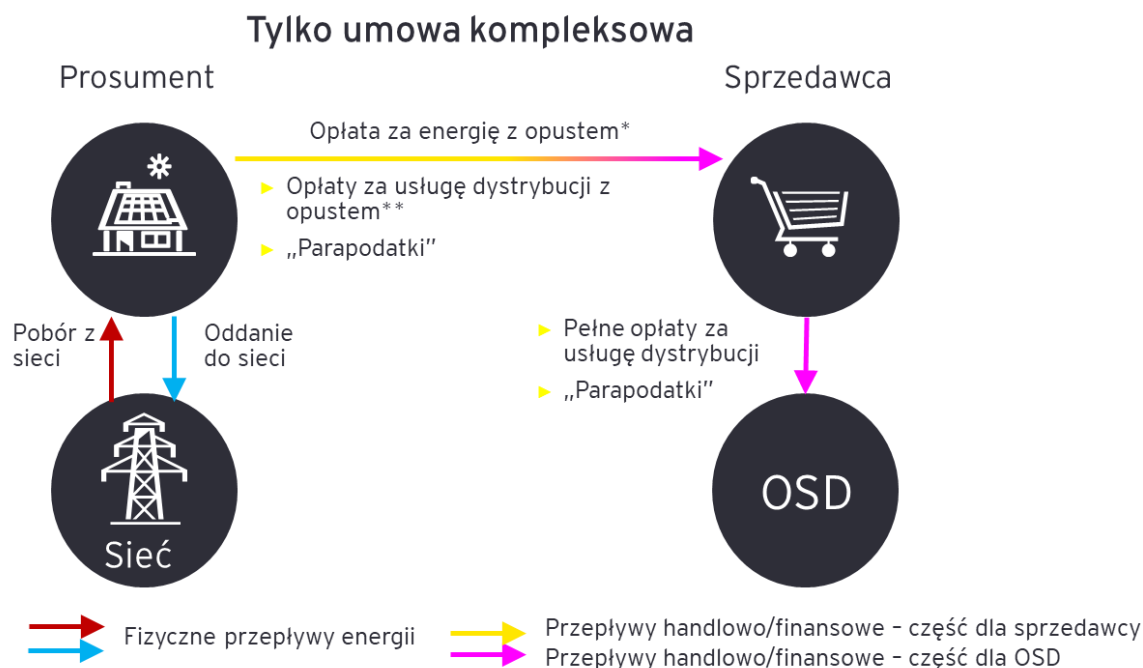 Tylko umowa kompleksowa
Prosument
Sprzedawca
Opłata za energię z opustem*
► Opłaty za usługę dystrybucji z
opustem**
► „Parapodatki”
Pobór z
sieci
Oddanie
do sieci
► Pełne opłaty za
usługę dystrybucji
► „Parapodatki”
Sieć
OSD
Fizyczne przepływy energii
Przepływy handlowo/finansowe – część dla sprzedawcy
Przepływy handlowo/finansowe – część dla OSD